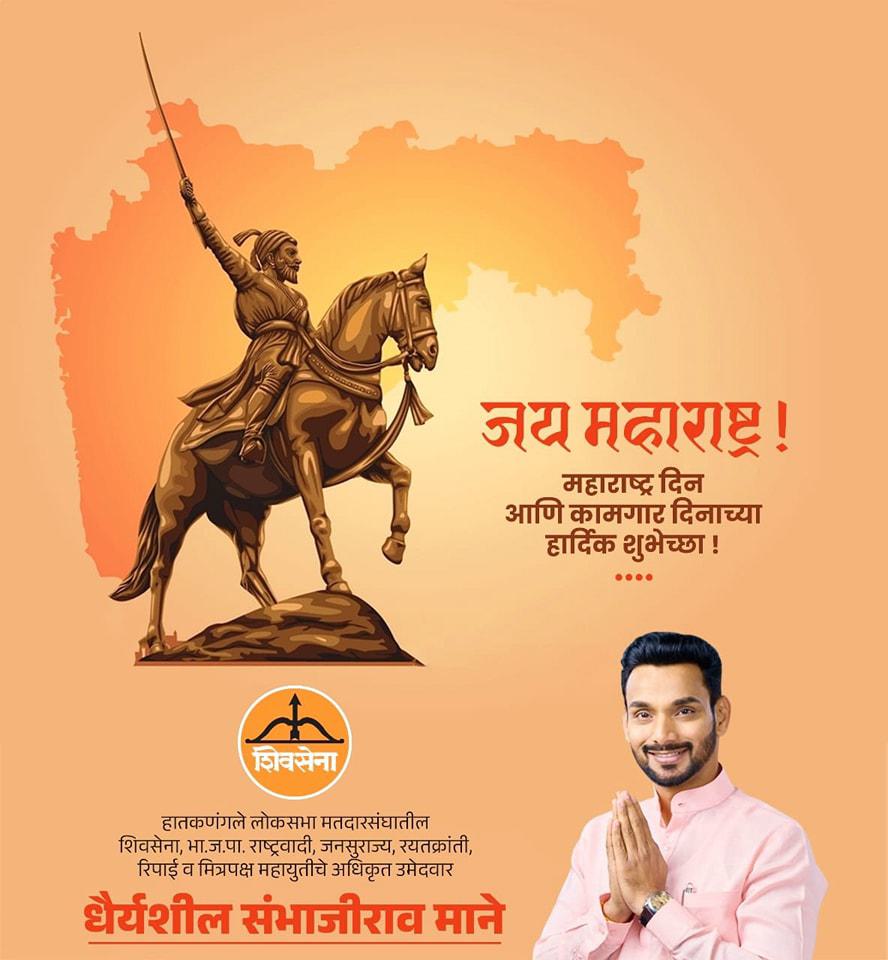 जय महाराष्ट्र !
महाराष्ट्र दिन
आणि कामगार दिनाच्या
हार्दिक शुभेच्छा !
शिवसेना
हातकणंगले लोकसभा मतदारसंघातील
शिवसेना, भा.ज.पा. राष्ट्रवादी, जनसुराज्य, रयतक्रांती,
रिपाई व मित्रपक्ष महायुतीचे अधिकृत उमेदवार
धैर्यशील संभाजीराव माने